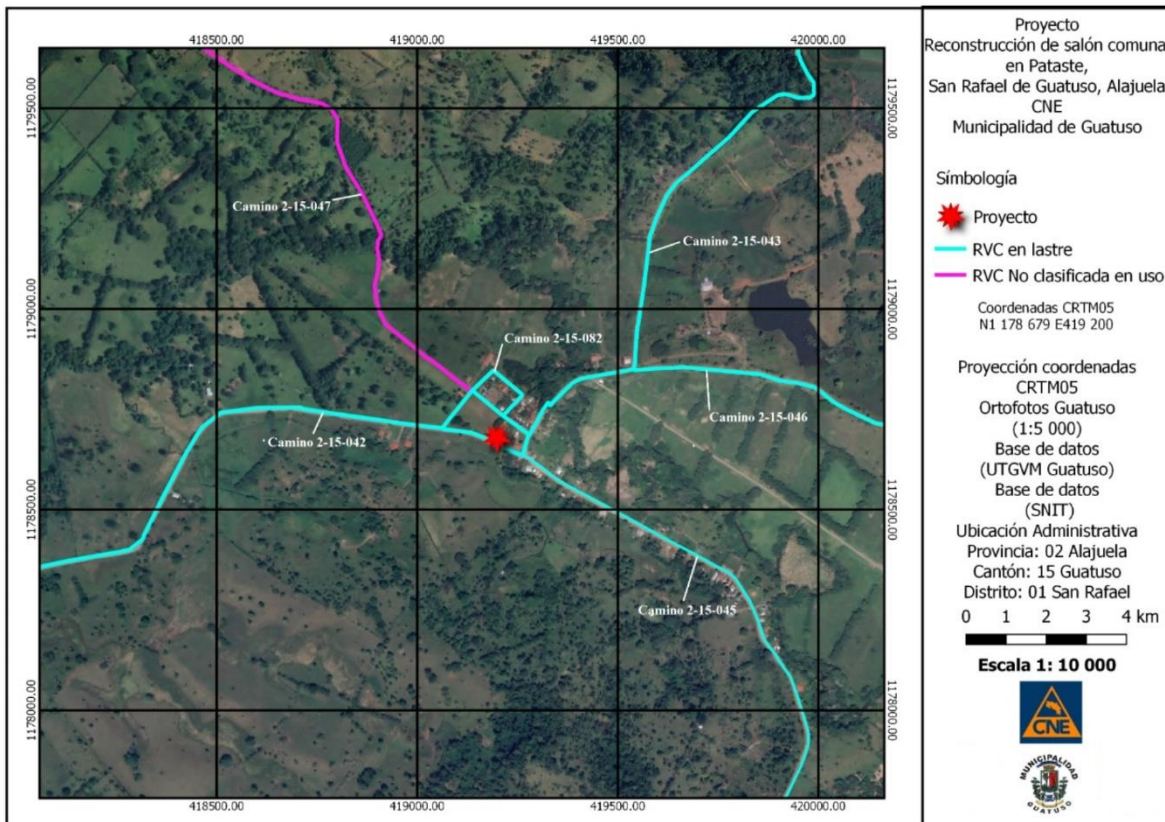 418500.00
419000.00
419500.00
420000.00
1179500.00
1179500.00
Camino 2-15-047
Camino 2-15-043
1179000.00
1179000.00
Camino 2-15-082
Camino 2-15-046
Camino 2-15-042
1178500.00
1178500.00
Camino 2-15-045
1178000.00
1178000.00
418500.00
419000.00
419500.00
420000.00
Proyecto
Reconstrucción de salón comuna
en Pataste,
San Rafael de Guatuso, Alajuela
CNE
Municipalidad de Guatuso
Símbología
Proyecto
RVC en lastre
RVC No clasificada en uso
Coordenadas CRTM05
N1 178 679 E419 200
Proyección coordenadas
CRTM05
Ortofotos Guatuso
(1:5 000)
Base de datos
(UTGVM Guatuso)
Base de datos
(SNIT)
Ubicación Administrativa
Provincia: 02 Alajuela
Cantón: 15 Guatuso
Distrito: 01 San Rafael
0 1 2 3 4 km
Escala 1: 10 000
CNE
MUNICIPALIDAD
GUATUSO